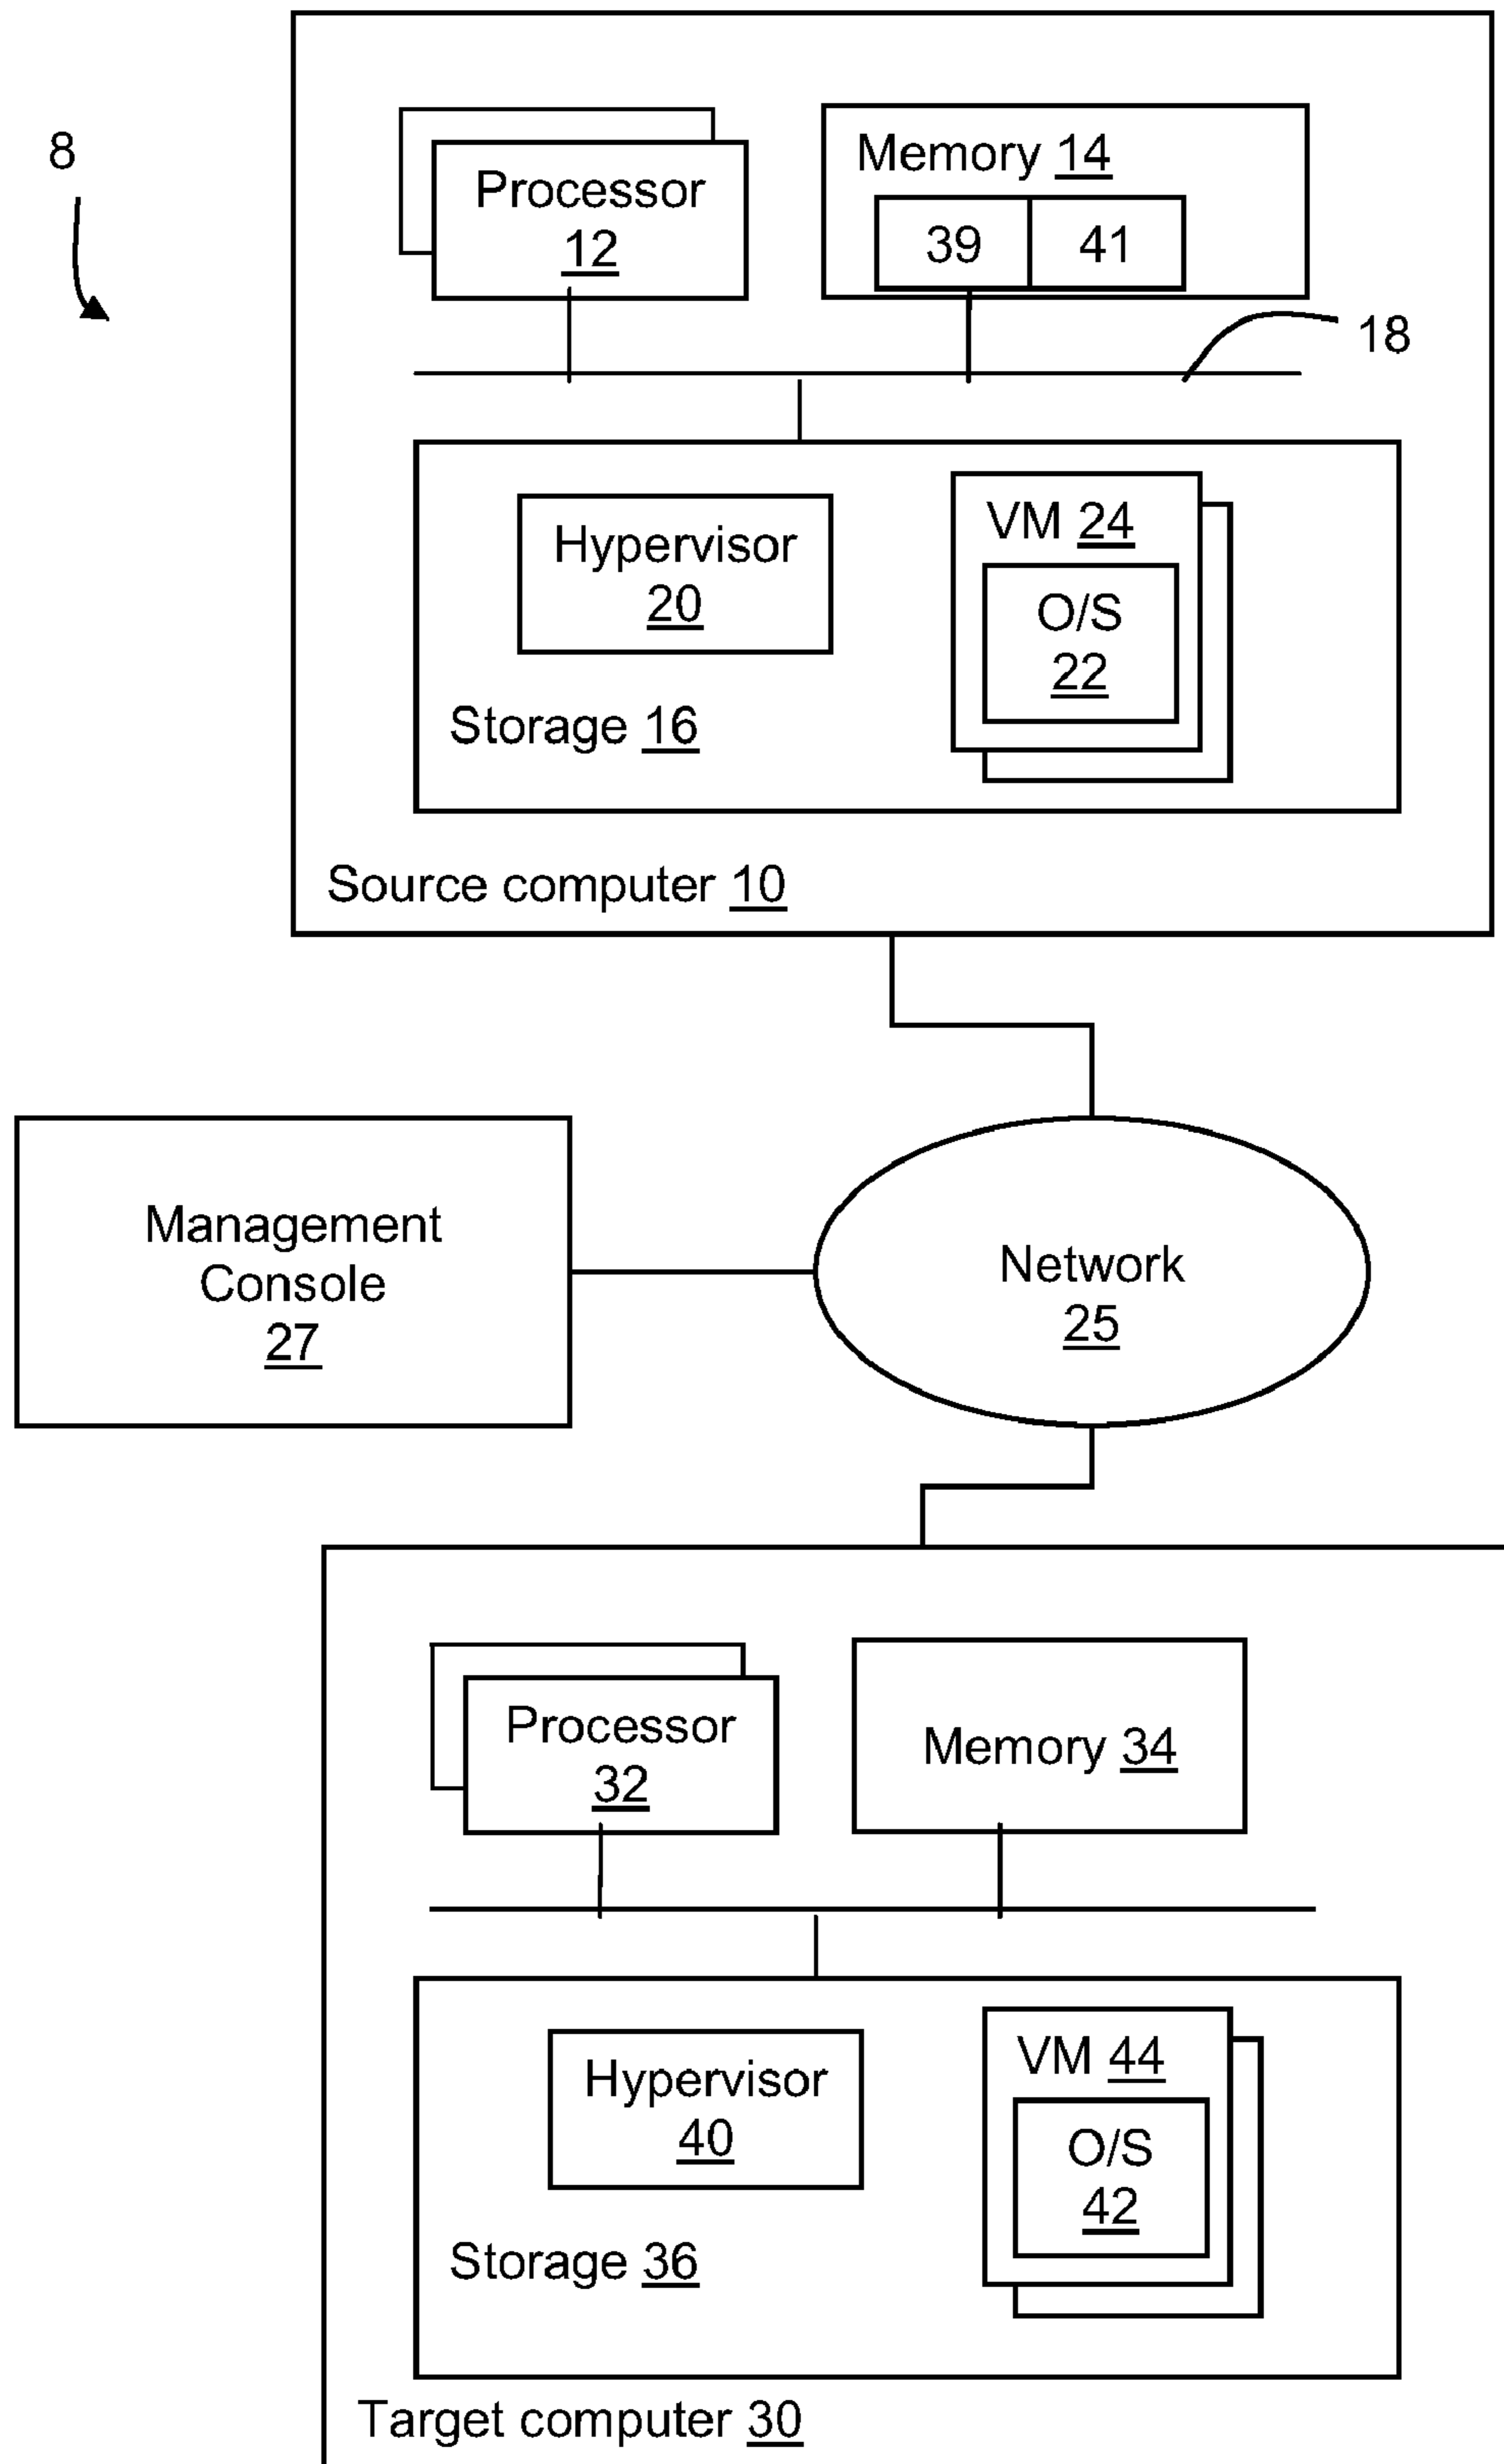 8
Processor
12
Memory 14
39 41
18
Hypervisor
20
VM 24
O/S
22
Storage 16
Source computer 10
Management
Console
27
Network
25
Processor
32
Memory 34
Hypervisor
40
VM 44
O/S
42
Storage 36
Target computer 30